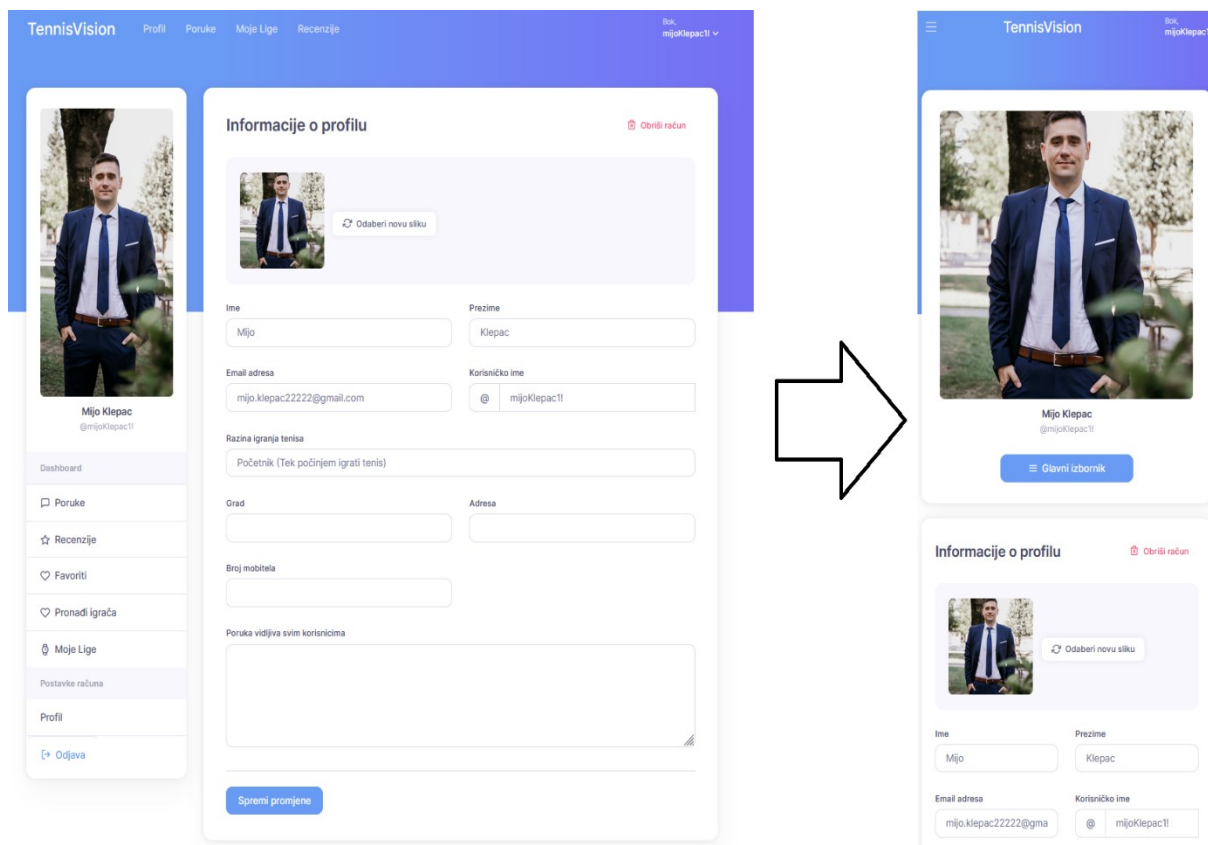 TennisVision Profil Poruke Moje Lige Recenzije
Bok,
mijoKlepac1!
Mijo Klepac
@mijoKlepac1!
Dashboard
Poruke
Recenzije
Favoriti
Pronađi igrača
Moje Lige
Postavke računa
Profil
Odjava
Informacije o profilu
Obriši račun
Odaberi novu sliku
Ime Prezime
Mijo Klepac
Email adresa Korisničko ime
mijo.klepac22222@gmail.com @ mijoKlepac1!
Razina igranja tenisa
Početnik (Tek počinjem igrati tenis)
Grad Adresa
Broj mobitela
Poruka vidljiva svim korisnicima
Spremi promjene
TennisVision
Bok,
mijoKlepac1
Mijo Klepac
@mijoKlepac1!
Glavni izbornik
Informacije o profilu
Obriši račun
Odaberi novu sliku
Ime Prezime
Mijo Klepac
Email adresa Korisničko ime
mijo.klepac22222@gma @ mijoKlepac1!